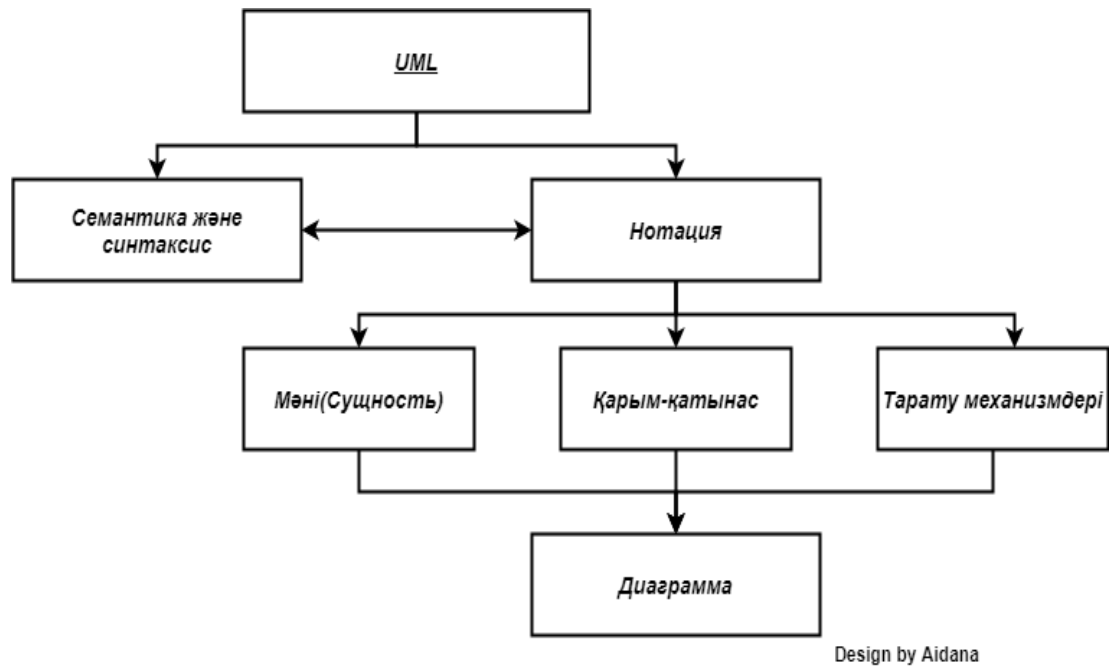 UML
Семантика және
синтаксис
Нотация
Мәні(Сущность)
Қарым-қатынас
Тарату механизмдері
Диаграмма
Design by Aidana